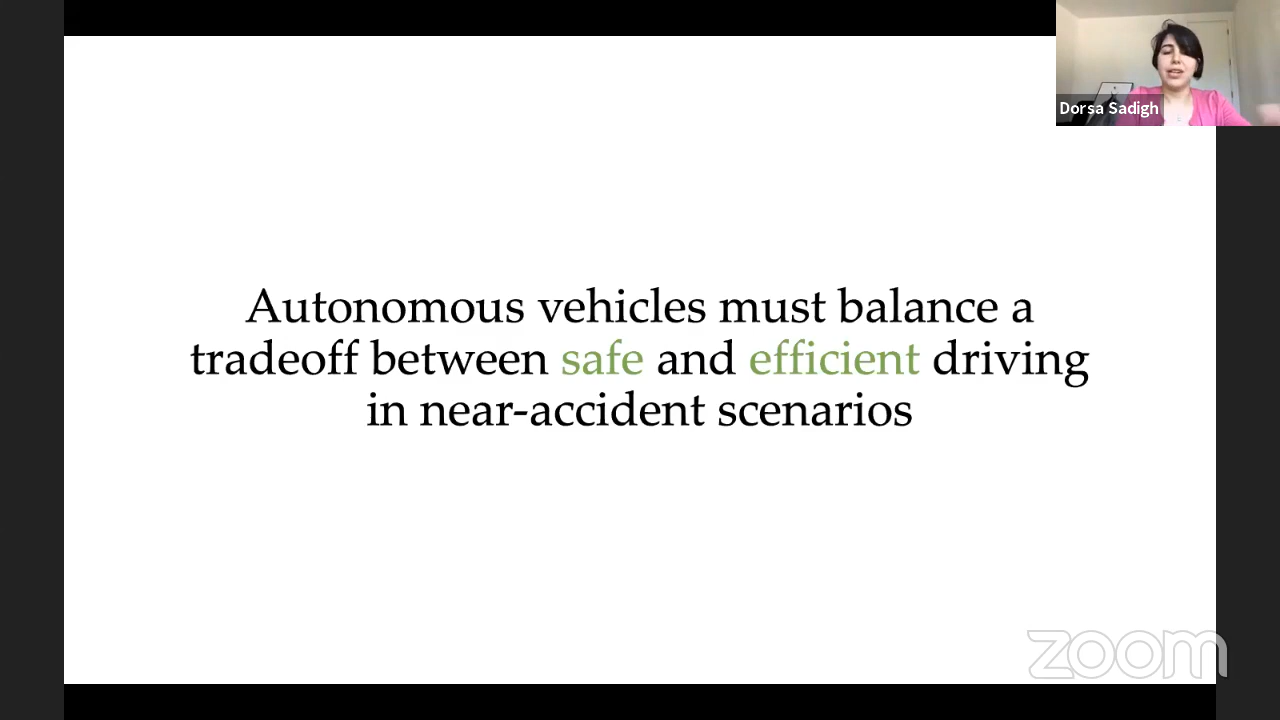 Dorsa Sadigh
Autonomous vehicles must balance a
tradeoff between safe and efficient driving
in near-accident scenarios
zoom